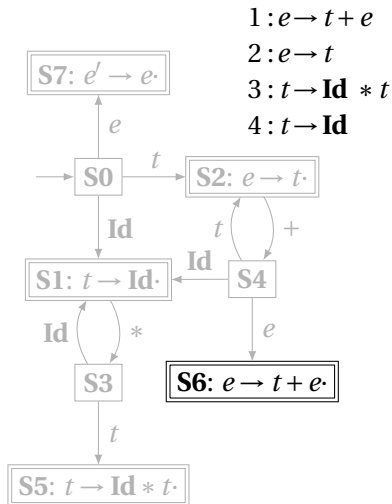 1 : e → t + e
2 : e → t
3 : t → Id ∗ t
4 : t → Id
S7: e′ → e·
e
S0
t
S2: e → t·
Id
t
+
S1: t → Id·
Id
S4
Id
∗
e
S3
S6: e → t + e·
t
S5: t → Id ∗ t·